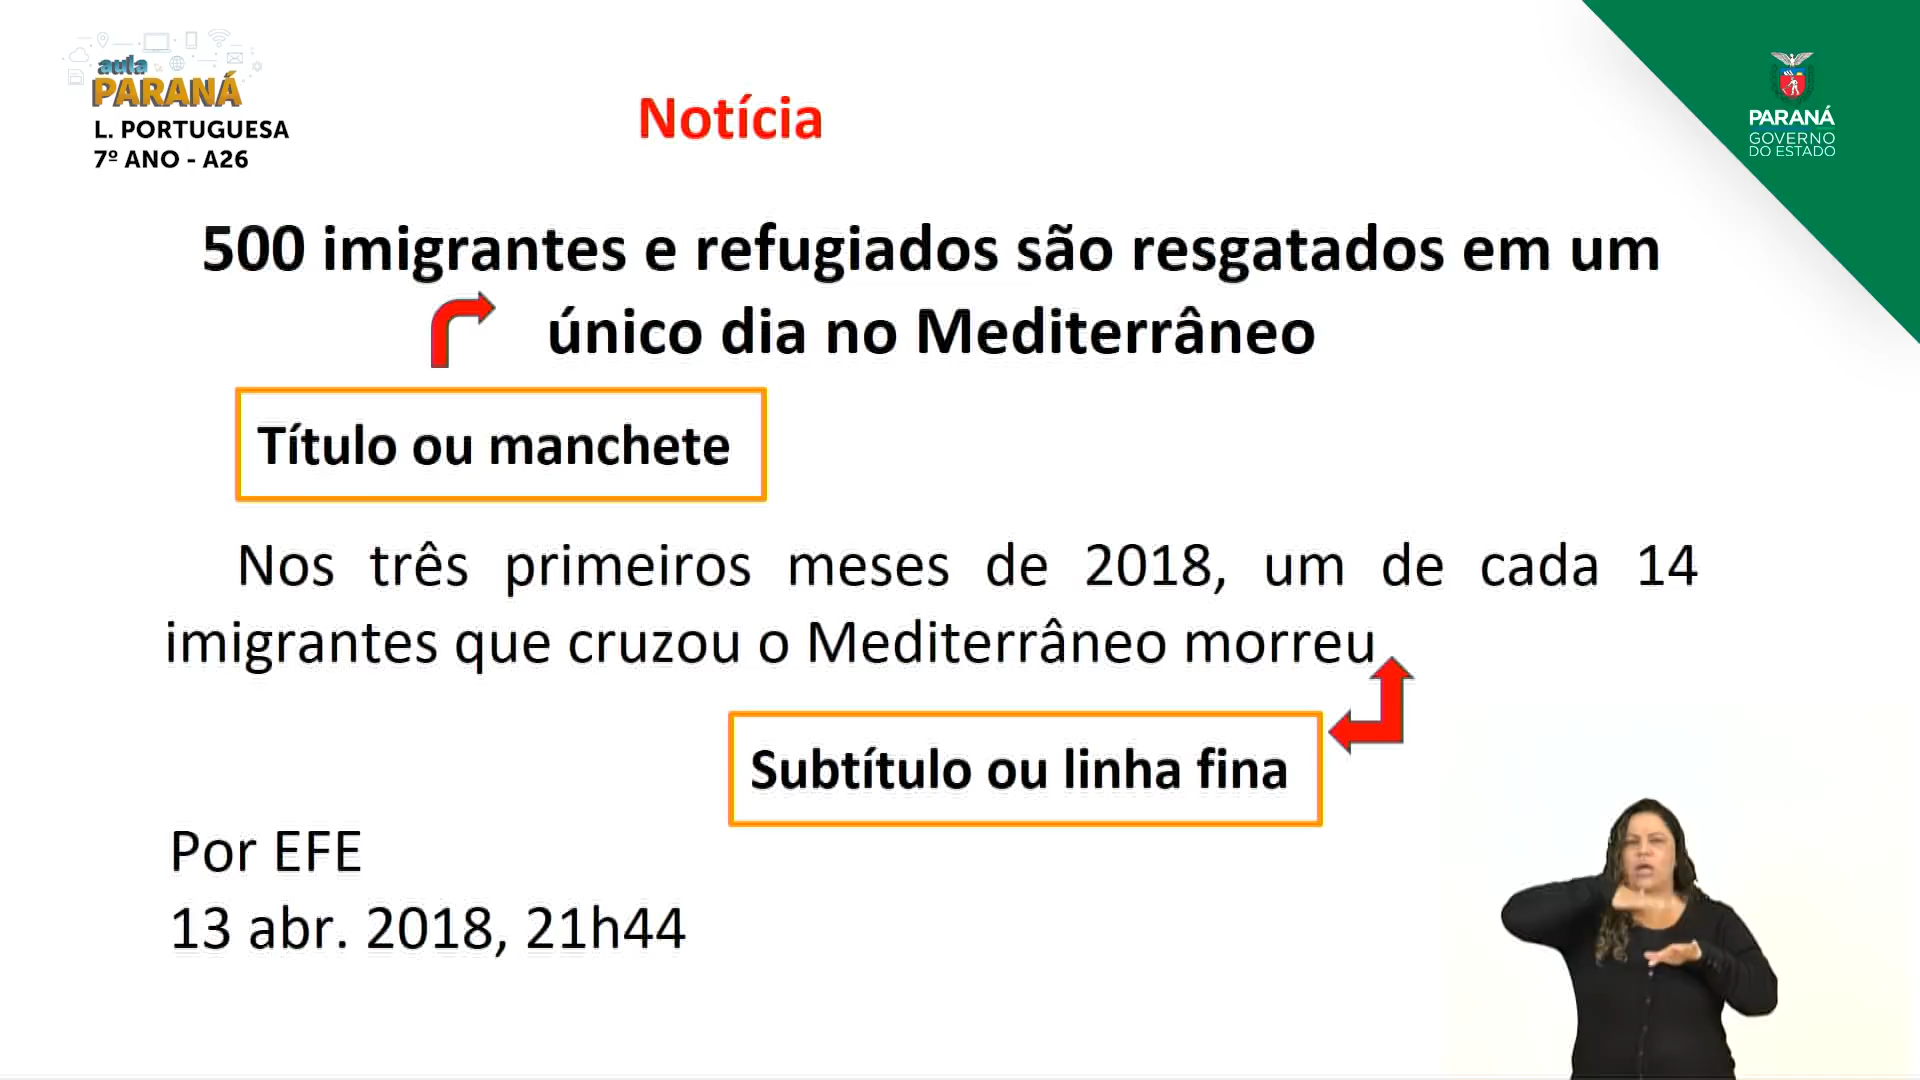 aula
PARANÁ
L. PORTUGUESA
7º ANO - A26
Notícia
PARANÁ
GOVERNO
DO ESTADO
500 imigrantes e refugiados são resgatados em um
único dia no Mediterrâneo
Título ou manchete
Nos três primeiros meses de 2018, um de cada 14
imigrantes que cruzou o Mediterrâneo morreu
Subtítulo ou linha fina
Por EFE
13 abr. 2018, 21h44